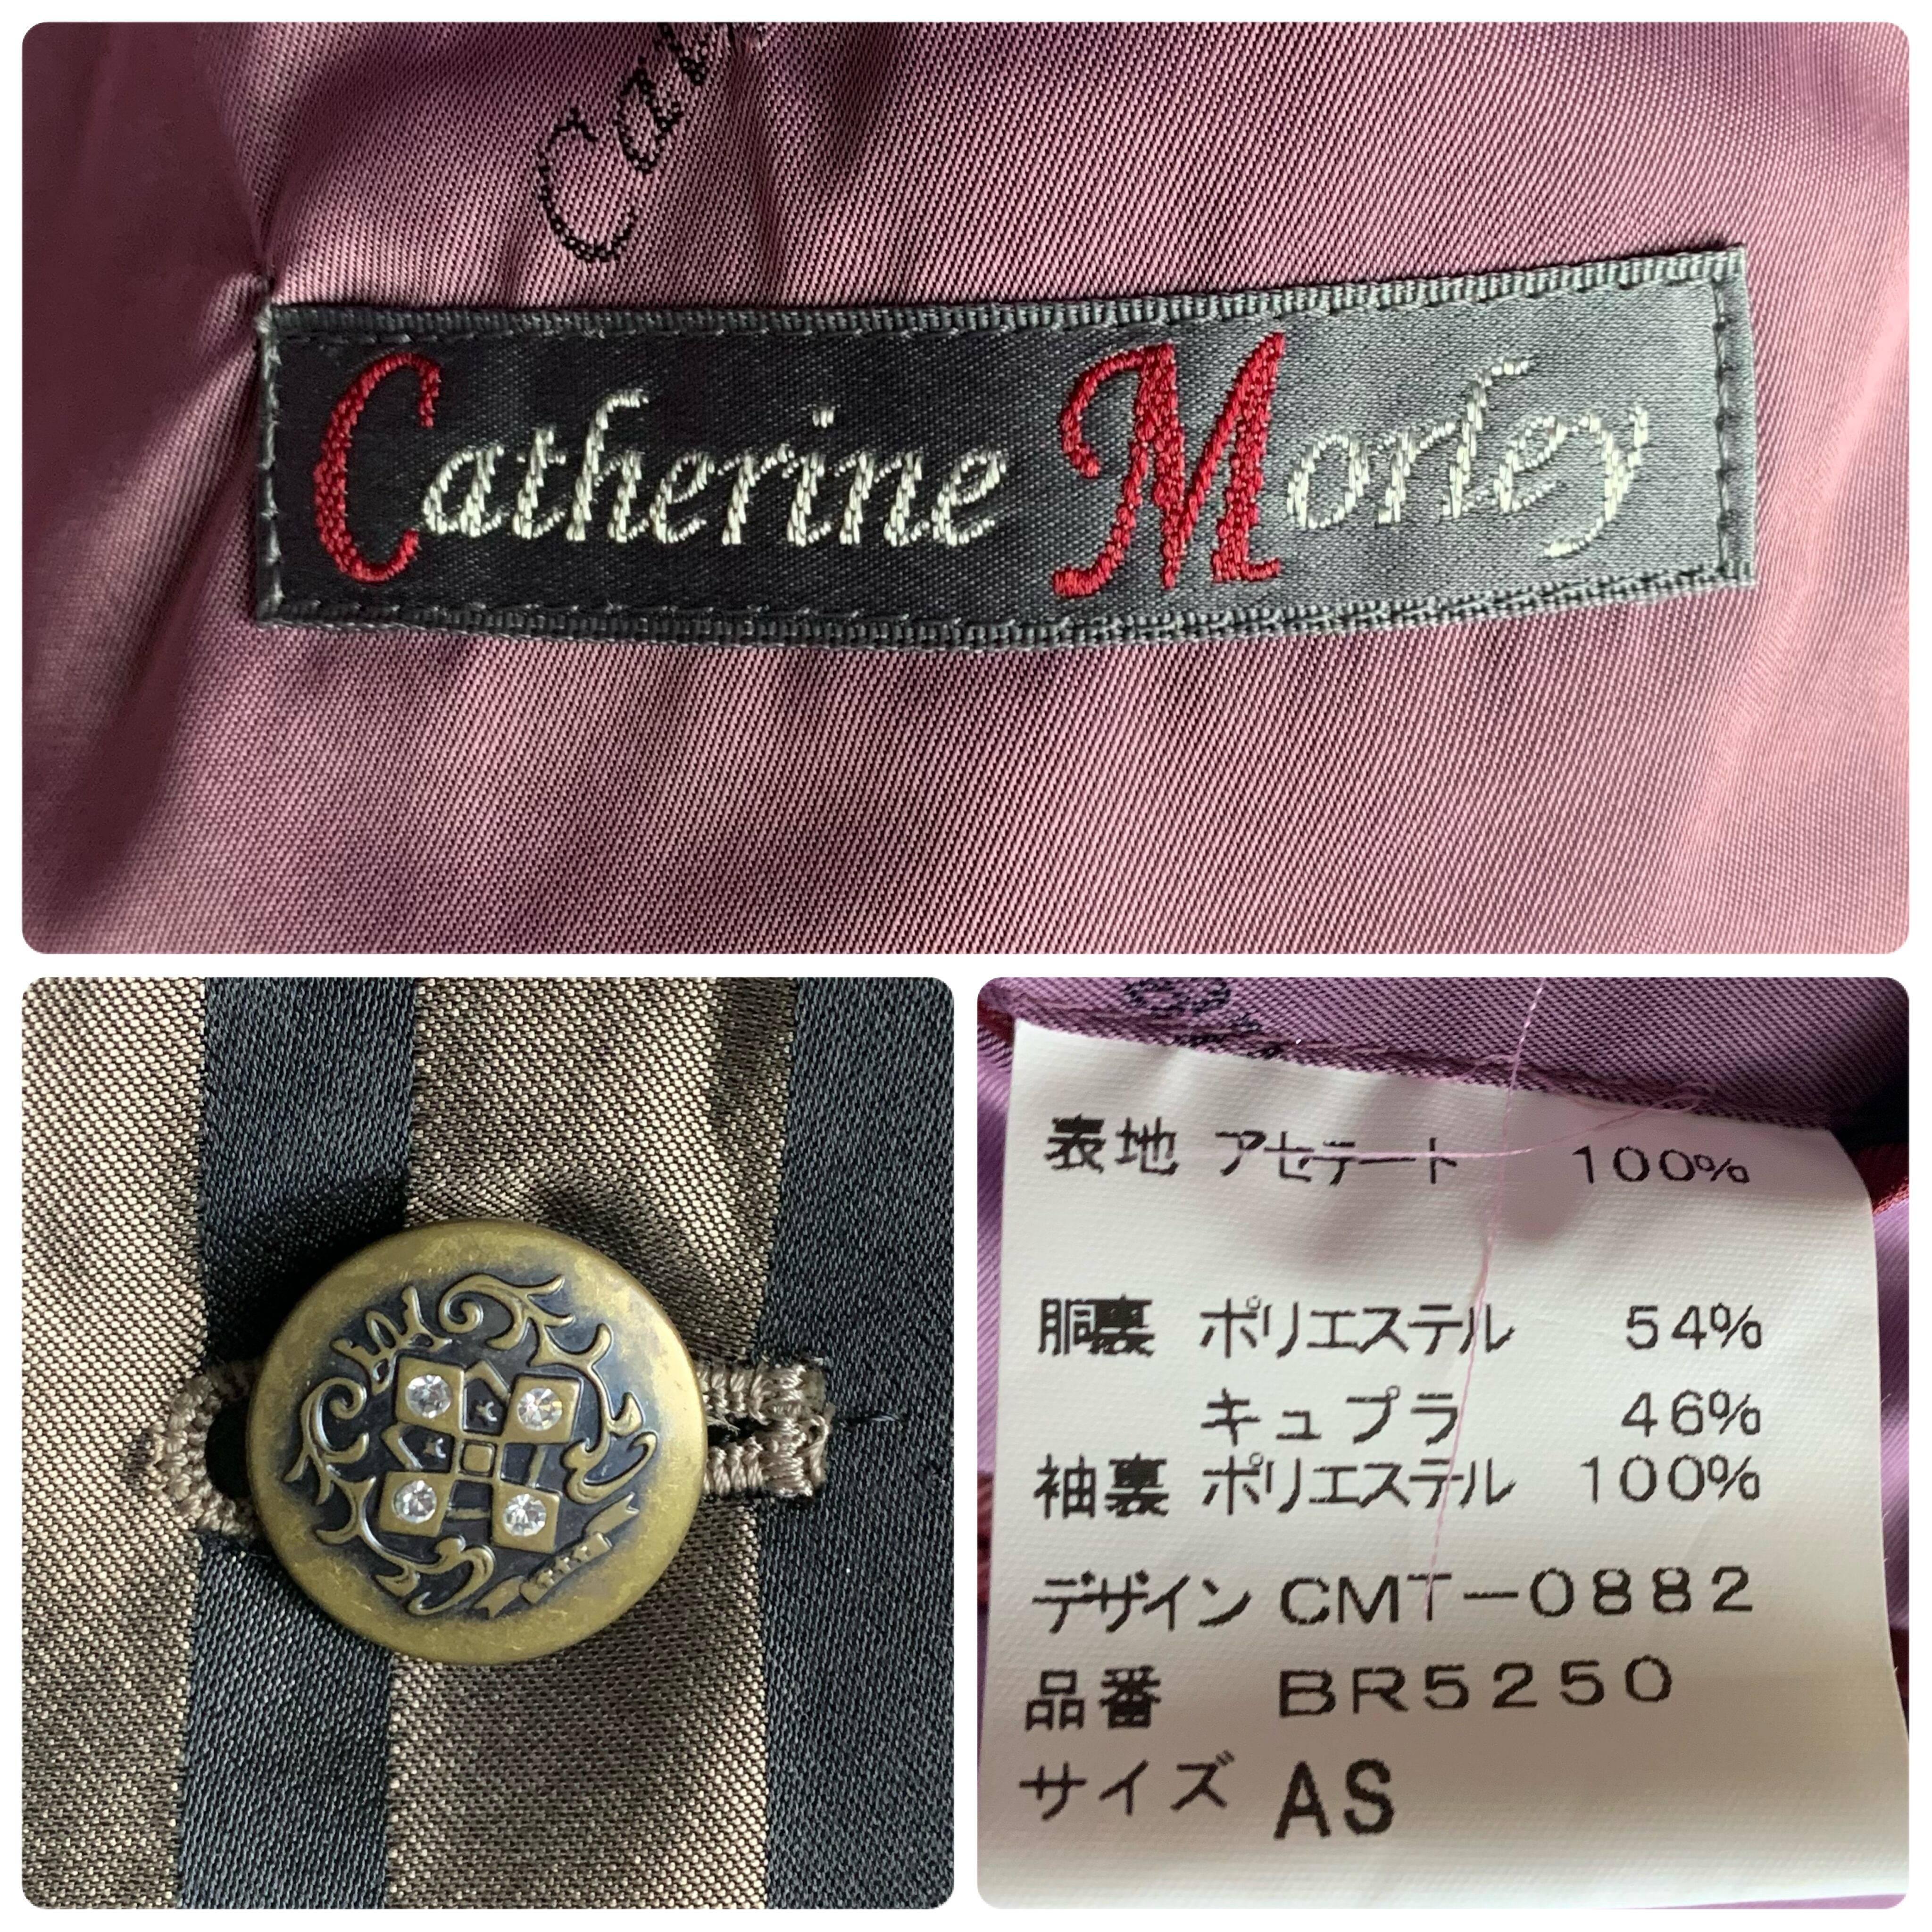 Ca
Catherine Morley
表地 アセテート 100%
胴裏 ポリエステル 54%
キュプラ 46%
袖裏 ポリエステル 100%
デザイン CMT-0882
品番 BR5250
サイズ AS